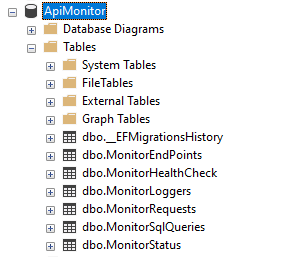 ApiMonitor
Database Diagrams
Tables
System Tables
FileTables
External Tables
Graph Tables
dbo.__EFMigrationsHistory
dbo.MonitorEndPoints
dbo.MonitorHealthCheck
dbo.MonitorLoggers
dbo.MonitorRequests
dbo.MonitorSqlQueries
dbo.MonitorStatus